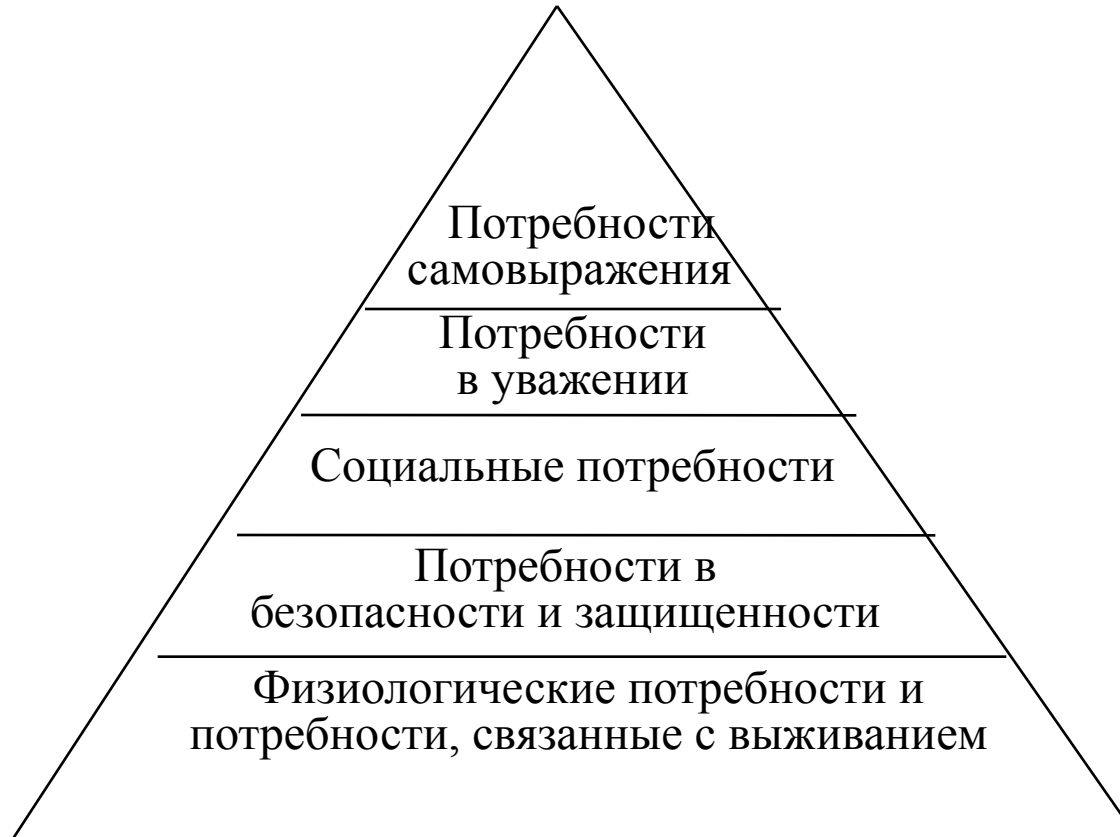 Потребности
самовыражения
Потребности
в уважении
Социальные потребности
Потребности в
безопасности и защищенности
Физиологические потребности и
потребности, связанные с выживанием